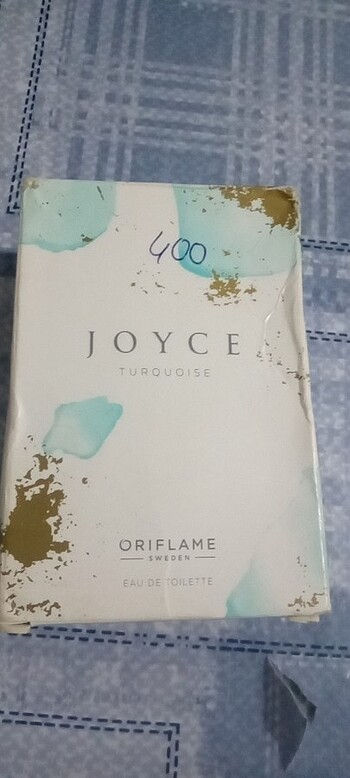 400
JOYCE
TURQUOISE
ORIFLAME
SWEDEN
EAU DE TOILETTE